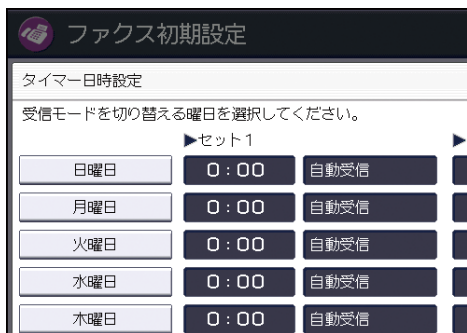 ファクス初期設定
タイマー日時設定
受信モードを切り替える曜日を選択してください。
▶セット1 ▶
日曜日 0:00 自動受信
月曜日 0:00 自動受信
火曜日 0:00 自動受信
水曜日 0:00 自動受信
木曜日 0:00 自動受信